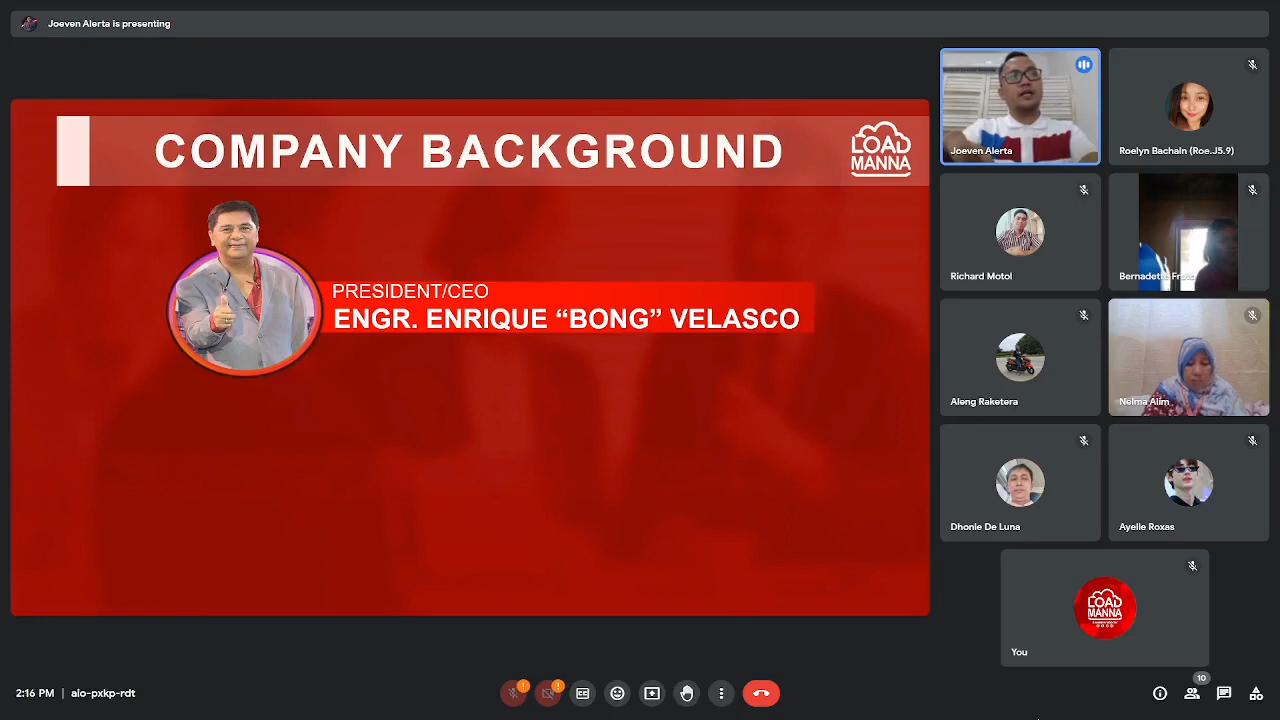 Joeven Alerta is presenting
COMPANY BACKGROUND
LOAD
MANNA
PRESIDENT/CEO
ENGR. ENRIQUE “BONG” VELASCO
Joeven Alerta
Roelyn Bachain (Roe.J5.9)
Richard Motol
Aleng Raketera
Nelma Alim
Dhonie De Luna
Ayelle Roxas
LOAD
MANNA
You
2:16 PM | aio-pxkp-rdt
10